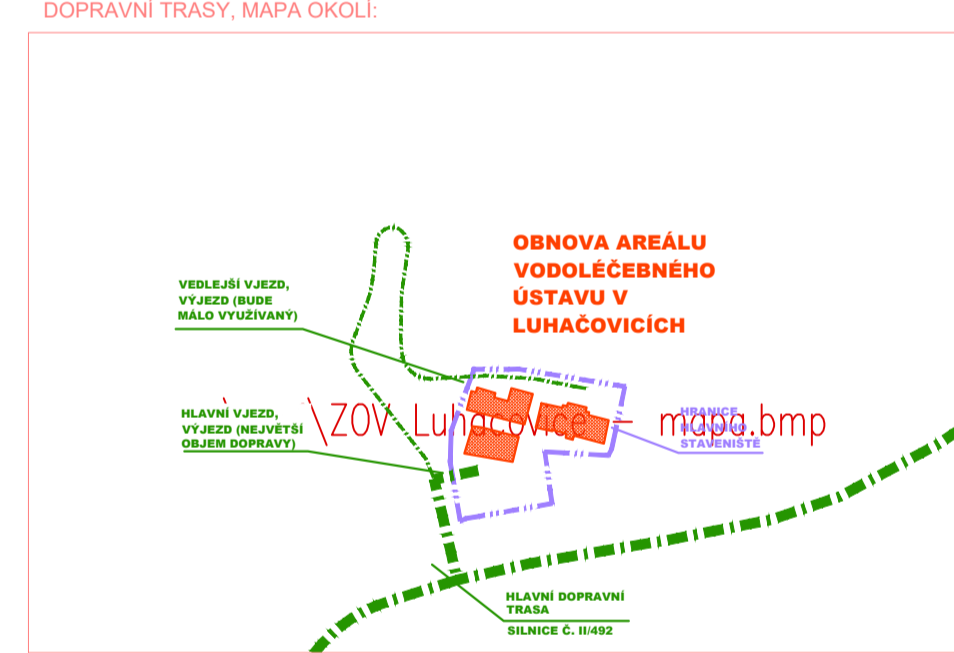 DOPRAVNÍ TRASY, MAPA OKOLÍ:
OBNOVA AREÁLU
VODOLÉČEBNÉHO
ÚSTAVU V
LUHAČOVICÍCH
VEDLEJŠÍ VJEZD,
VÝJEZD (BUDE
MÁLO VYUŽÍVANÝ)
HLAVNÍ VJEZD,
VÝJEZD (NEJVĚTŠÍ
OBJEM DOPRAVY)
\ZOV Luhacovice - mapa.bmp
HRANICE
HLAVNÍHO
STAVENIŠTĚ
HLAVNÍ DOPRAVNÍ
TRASA
SILNICE Č. II/492